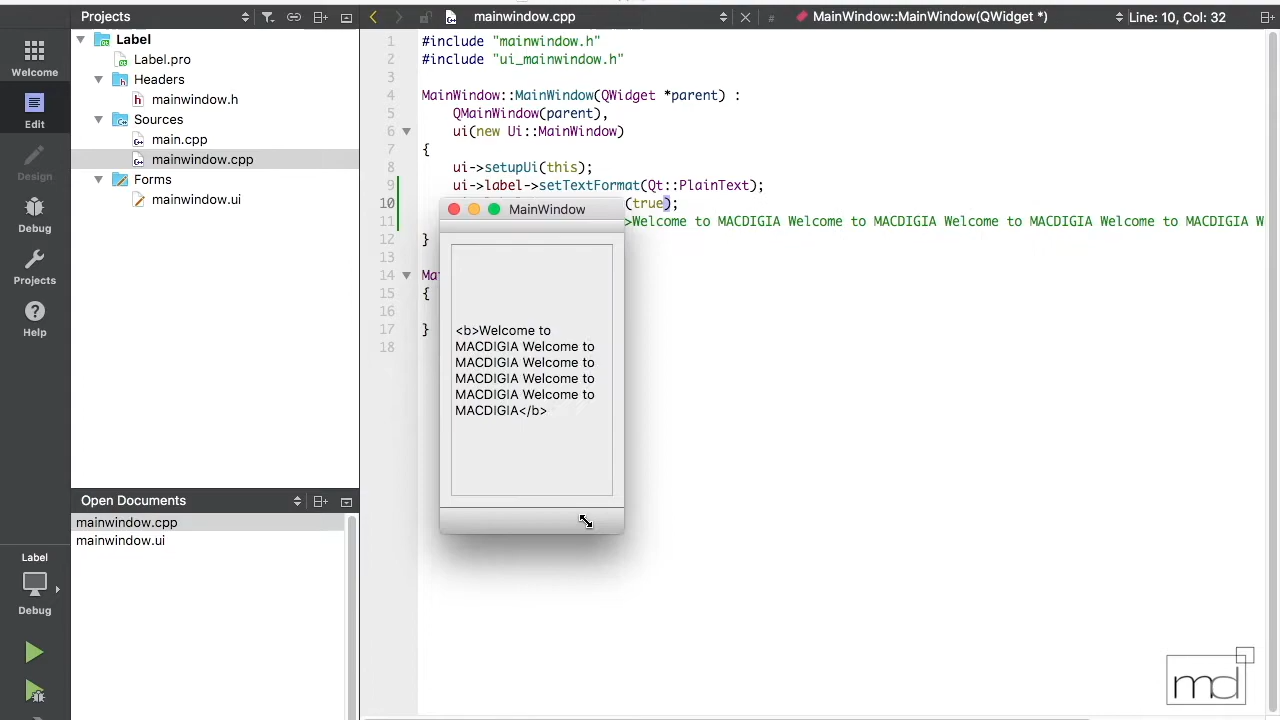 Projects
mainwindow.cpp
#
MainWindow::MainWindow(QWidget *)
Line: 10, Col: 32
Welcome
Edit
Design
Debug
Projects
Help
Label
Label.pro
Headers
mainwindow.h
Sources
main.cpp
mainwindow.cpp
Forms
mainwindow.ui
Open Documents
mainwindow.cpp
mainwindow.ui
Label
Debug
1 #include "mainwindow.h"
2 #include "ui_mainwindow.h"
3
4 MainWindow::MainWindow(QWidget *parent) :
5 QMainWindow(parent),
6 ui(new Ui::MainWindow)
7 {
8 ui->setupUi(this);
9 ui->label->setTextFormat(Qt::PlainText);
10 (true);
11 >Welcome to MACDIGIA Welcome to MACDIGIA Welcome to MACDIGIA Welcome to MACDIGIA W
12 }
13
14 Ma
15 {
16
17 }
18
MainWindow
<b>Welcome to
MACDIGIA Welcome to
MACDIGIA Welcome to
MACDIGIA Welcome to
MACDIGIA Welcome to
MACDIGIA</b>
md